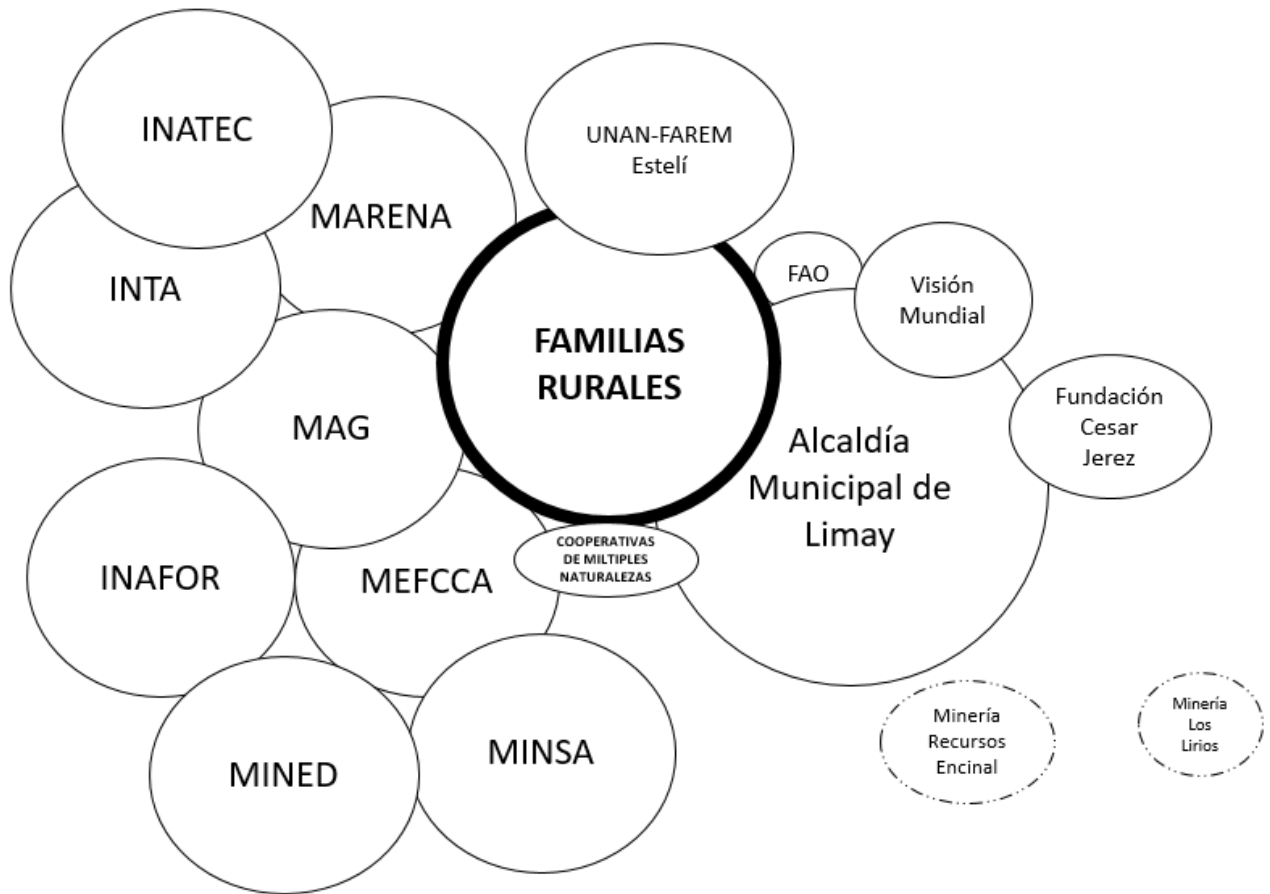 INATEC
UNAN-FAREM
Estelí
MARENA
INTA
FAO
Visión
Mundial
FAMILIAS
RURALES
MAG
Fundación
Cesar
Jerez
Alcaldía
Municipal de
Limay
COOPERATIVAS
DE MILTIPLES
NATURALEZAS
INAFOR
MEFCCA
MINED
MINSA
Minería
Recursos
Encinal
Minería
Los
Lirios